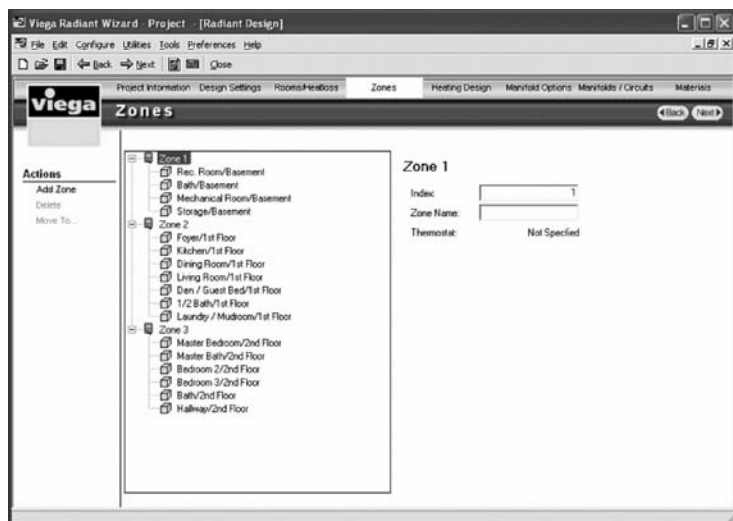 Viega Radiant Wizard - Project - [Radiant Design]
File Edit Configure Utilities Tools Preferences Help
Back Next Close
Project Information Design Settings Rooms/Heatloss Zones Heating Design Manifold Options Manifolds / Circuits Materials
viega
Zones
Back Next
Actions
Add Zone
Delete
Move To...
Zone 1
Rec. Room/Basement
Bath/Basement
Mechanical Room/Basement
Storage/Basement
Zone 2
Foyer/1st Floor
Kitchen/1st Floor
Dining Room/1st Floor
Living Room/1st Floor
Den / Guest Bed/1st Floor
1/2 Bath/1st Floor
Laundry / Mudroom/1st Floor
Zone 3
Master Bedroom/2nd Floor
Master Bath/2nd Floor
Bedroom 2/2nd Floor
Bedroom 3/2nd Floor
Bath/2nd Floor
Hallway/2nd Floor
Zone 1
Index: 1
Zone Name:
Thermostat: Not Specified